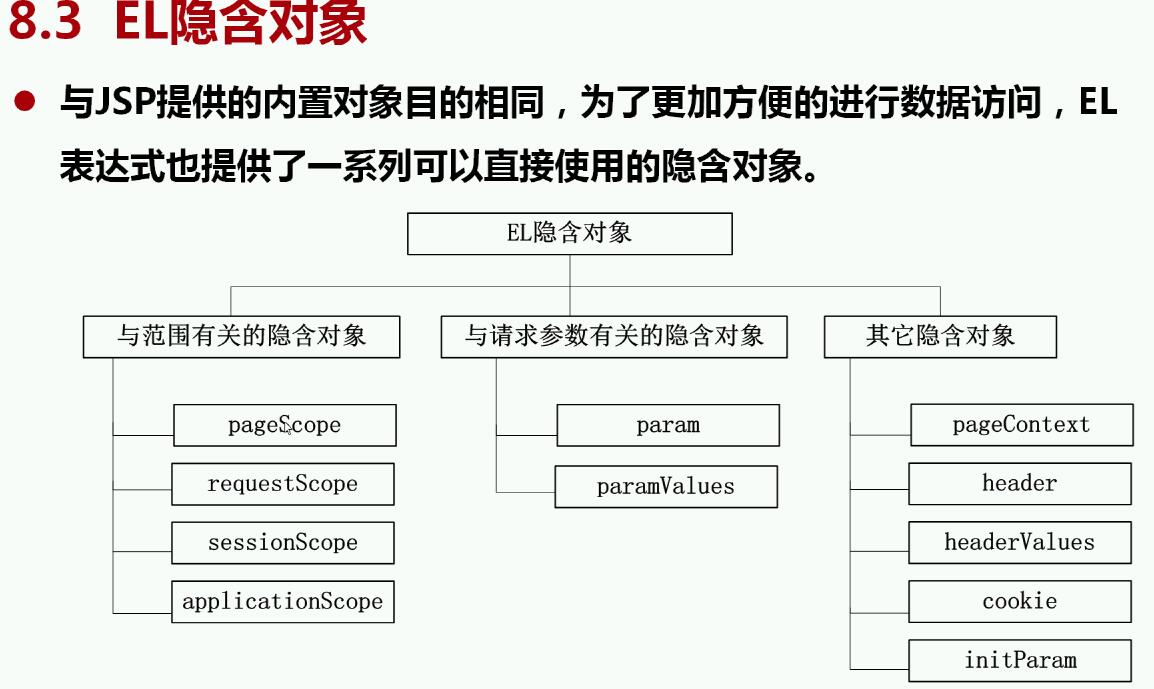 8.3 EL隐含对象
与JSP提供的内置对象目的相同，为了更加方便的进行数据访问，EL
表达式也提供了一系列可以直接使用的隐含对象。
EL隐含对象
与范围有关的隐含对象
与请求参数有关的隐含对象
其它隐含对象
pageScope
param
pageContext
requestScope
paramValues
header
sessionScope
headerValues
applicationScope
cookie
initParam